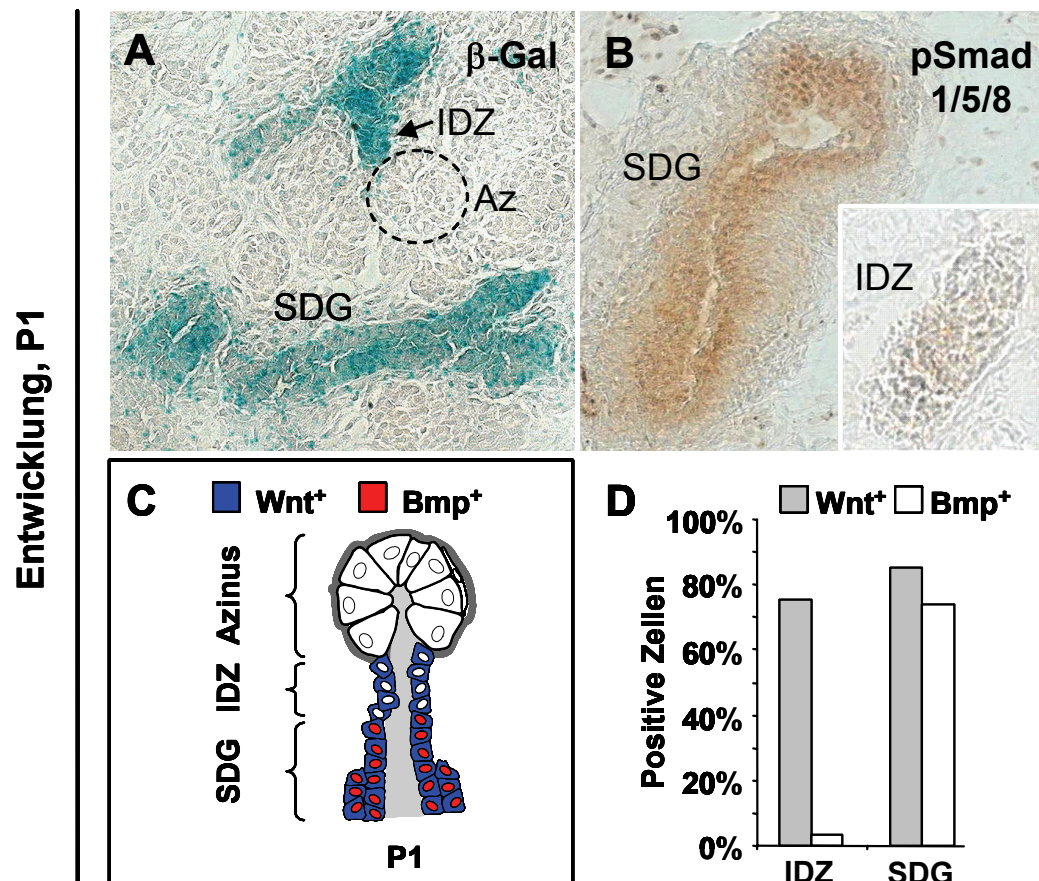 Entwicklung, P1
A
β-Gal
IDZ
Az
SDG
B
pSmad
1/5/8
SDG
IDZ
C
Wnt⁺ Bmp⁺
Azinus
IDZ
SDG
P1
D
Wnt⁺ Bmp⁺
Positive Zellen
100%
80%
60%
40%
20%
0%
IDZ SDG